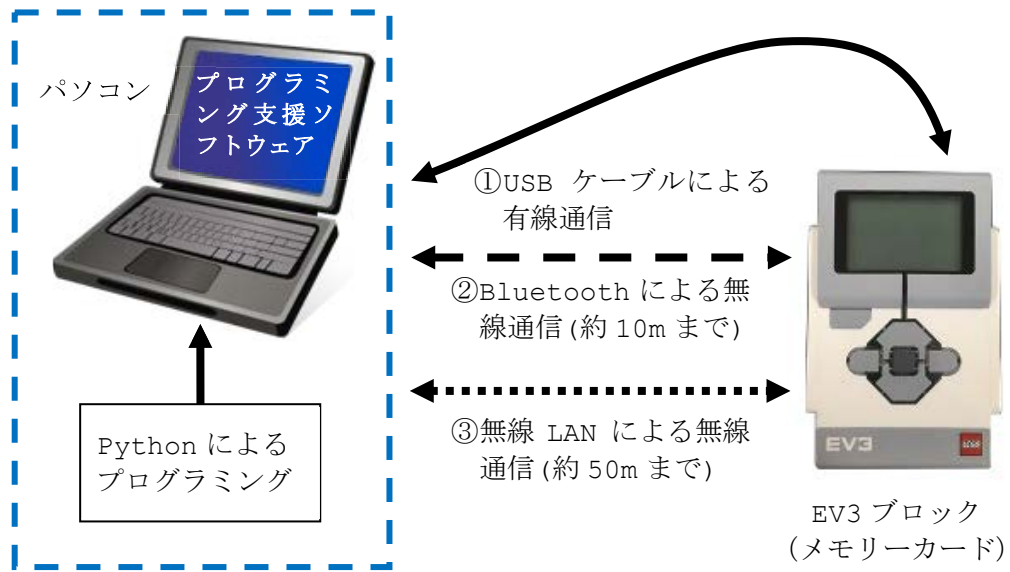 パソコン
プログラミ
ング支援ソ
フトウェア
①USB ケーブルによる
有線通信
②Bluetooth による無
線通信(約 10m まで)
③無線 LAN による無線
通信(約 50m まで)
Python による
プログラミング
EV3
LEGO
EV3 ブロック
(メモリーカード)